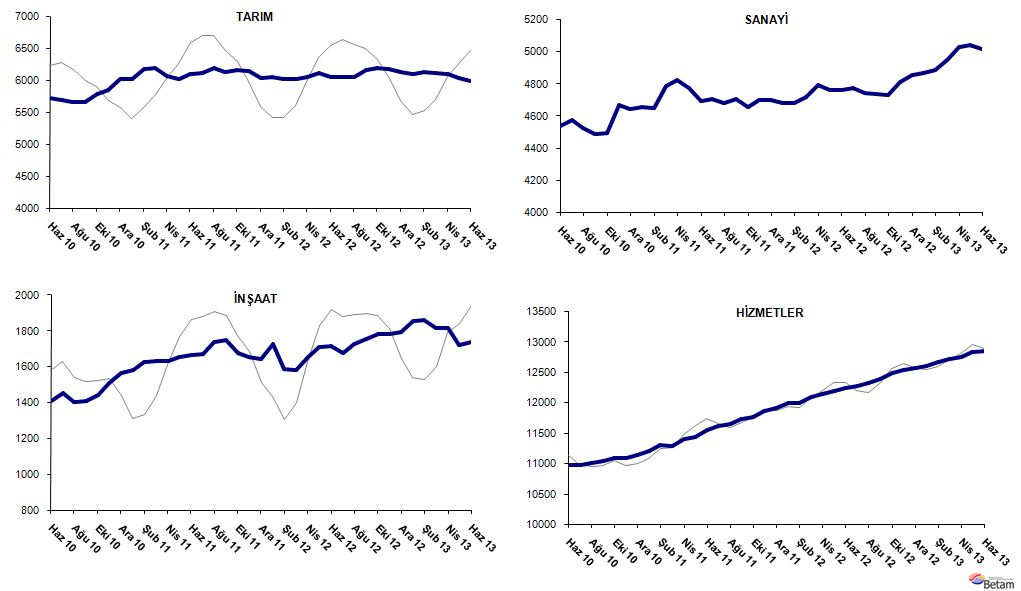 TARIM
7000
6500
6000
5500
5000
4500
4000
Haz 10
Ağu 10
Eki 10
Ara 10
Şub 11
Nis 11
Haz 11
Ağu 11
Eki 11
Ara 11
Şub 12
Nis 12
Haz 12
Ağu 12
Eki 12
Ara 12
Şub 13
Nis 13
Haz 13
SANAYİ
5200
5000
4800
4600
4400
4200
4000
Haz 10
Ağu 10
Eki 10
Ara 10
Şub 11
Nis 11
Haz 11
Ağu 11
Eki 11
Ara 11
Şub 12
Nis 12
Haz 12
Ağu 12
Eki 12
Ara 12
Şub 13
Nis 13
Haz 13
İNŞAAT
2000
1800
1600
1400
1200
1000
800
Haz 10
Ağu 10
Eki 10
Ara 10
Şub 11
Nis 11
Haz 11
Ağu 11
Eki 11
Ara 11
Şub 12
Nis 12
Haz 12
Ağu 12
Eki 12
Ara 12
Şub 13
Nis 13
Haz 13
HİZMETLER
13500
13000
12500
12000
11500
11000
10500
10000
Haz 10
Ağu 10
Eki 10
Ara 10
Şub 11
Nis 11
Haz 11
Ağu 11
Eki 11
Ara 11
Şub 12
Nis 12
Haz 12
Ağu 12
Eki 12
Ara 12
Şub 13
Nis 13
Haz 13
Betam